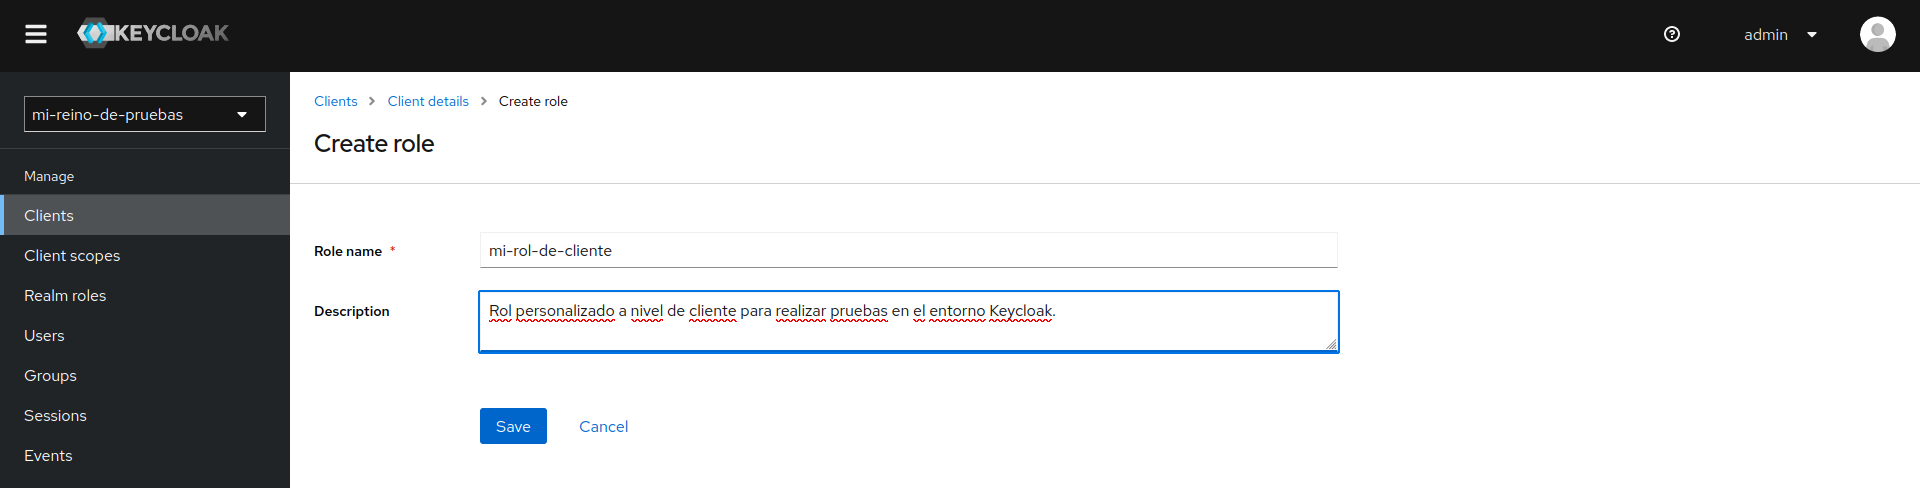 KEYCLOAK
admin
mi-reino-de-pruebas
Manage
Clients
Client scopes
Realm roles
Users
Groups
Sessions
Events
Clients > Client details > Create role
Create role
Role name *
mi-rol-de-cliente
Description
Rol personalizado a nivel de cliente para realizar pruebas en el entorno Keycloak.
Save
Cancel